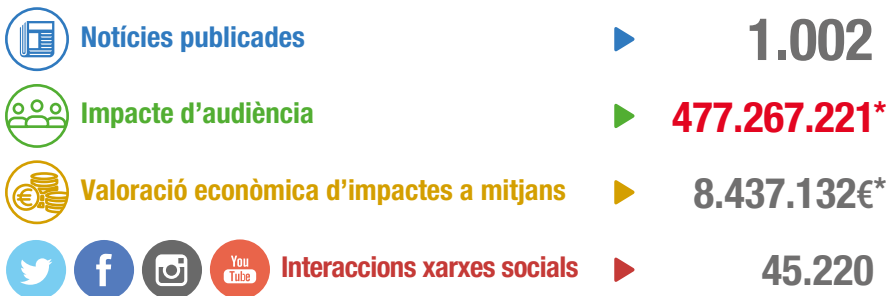 Notícies publicades 1.002
Impacte d’audiència 477.267.221*
Valoració econòmica d’impactes a mitjans 8.437.132€*
You Tube Interaccions xarxes socials 45.220